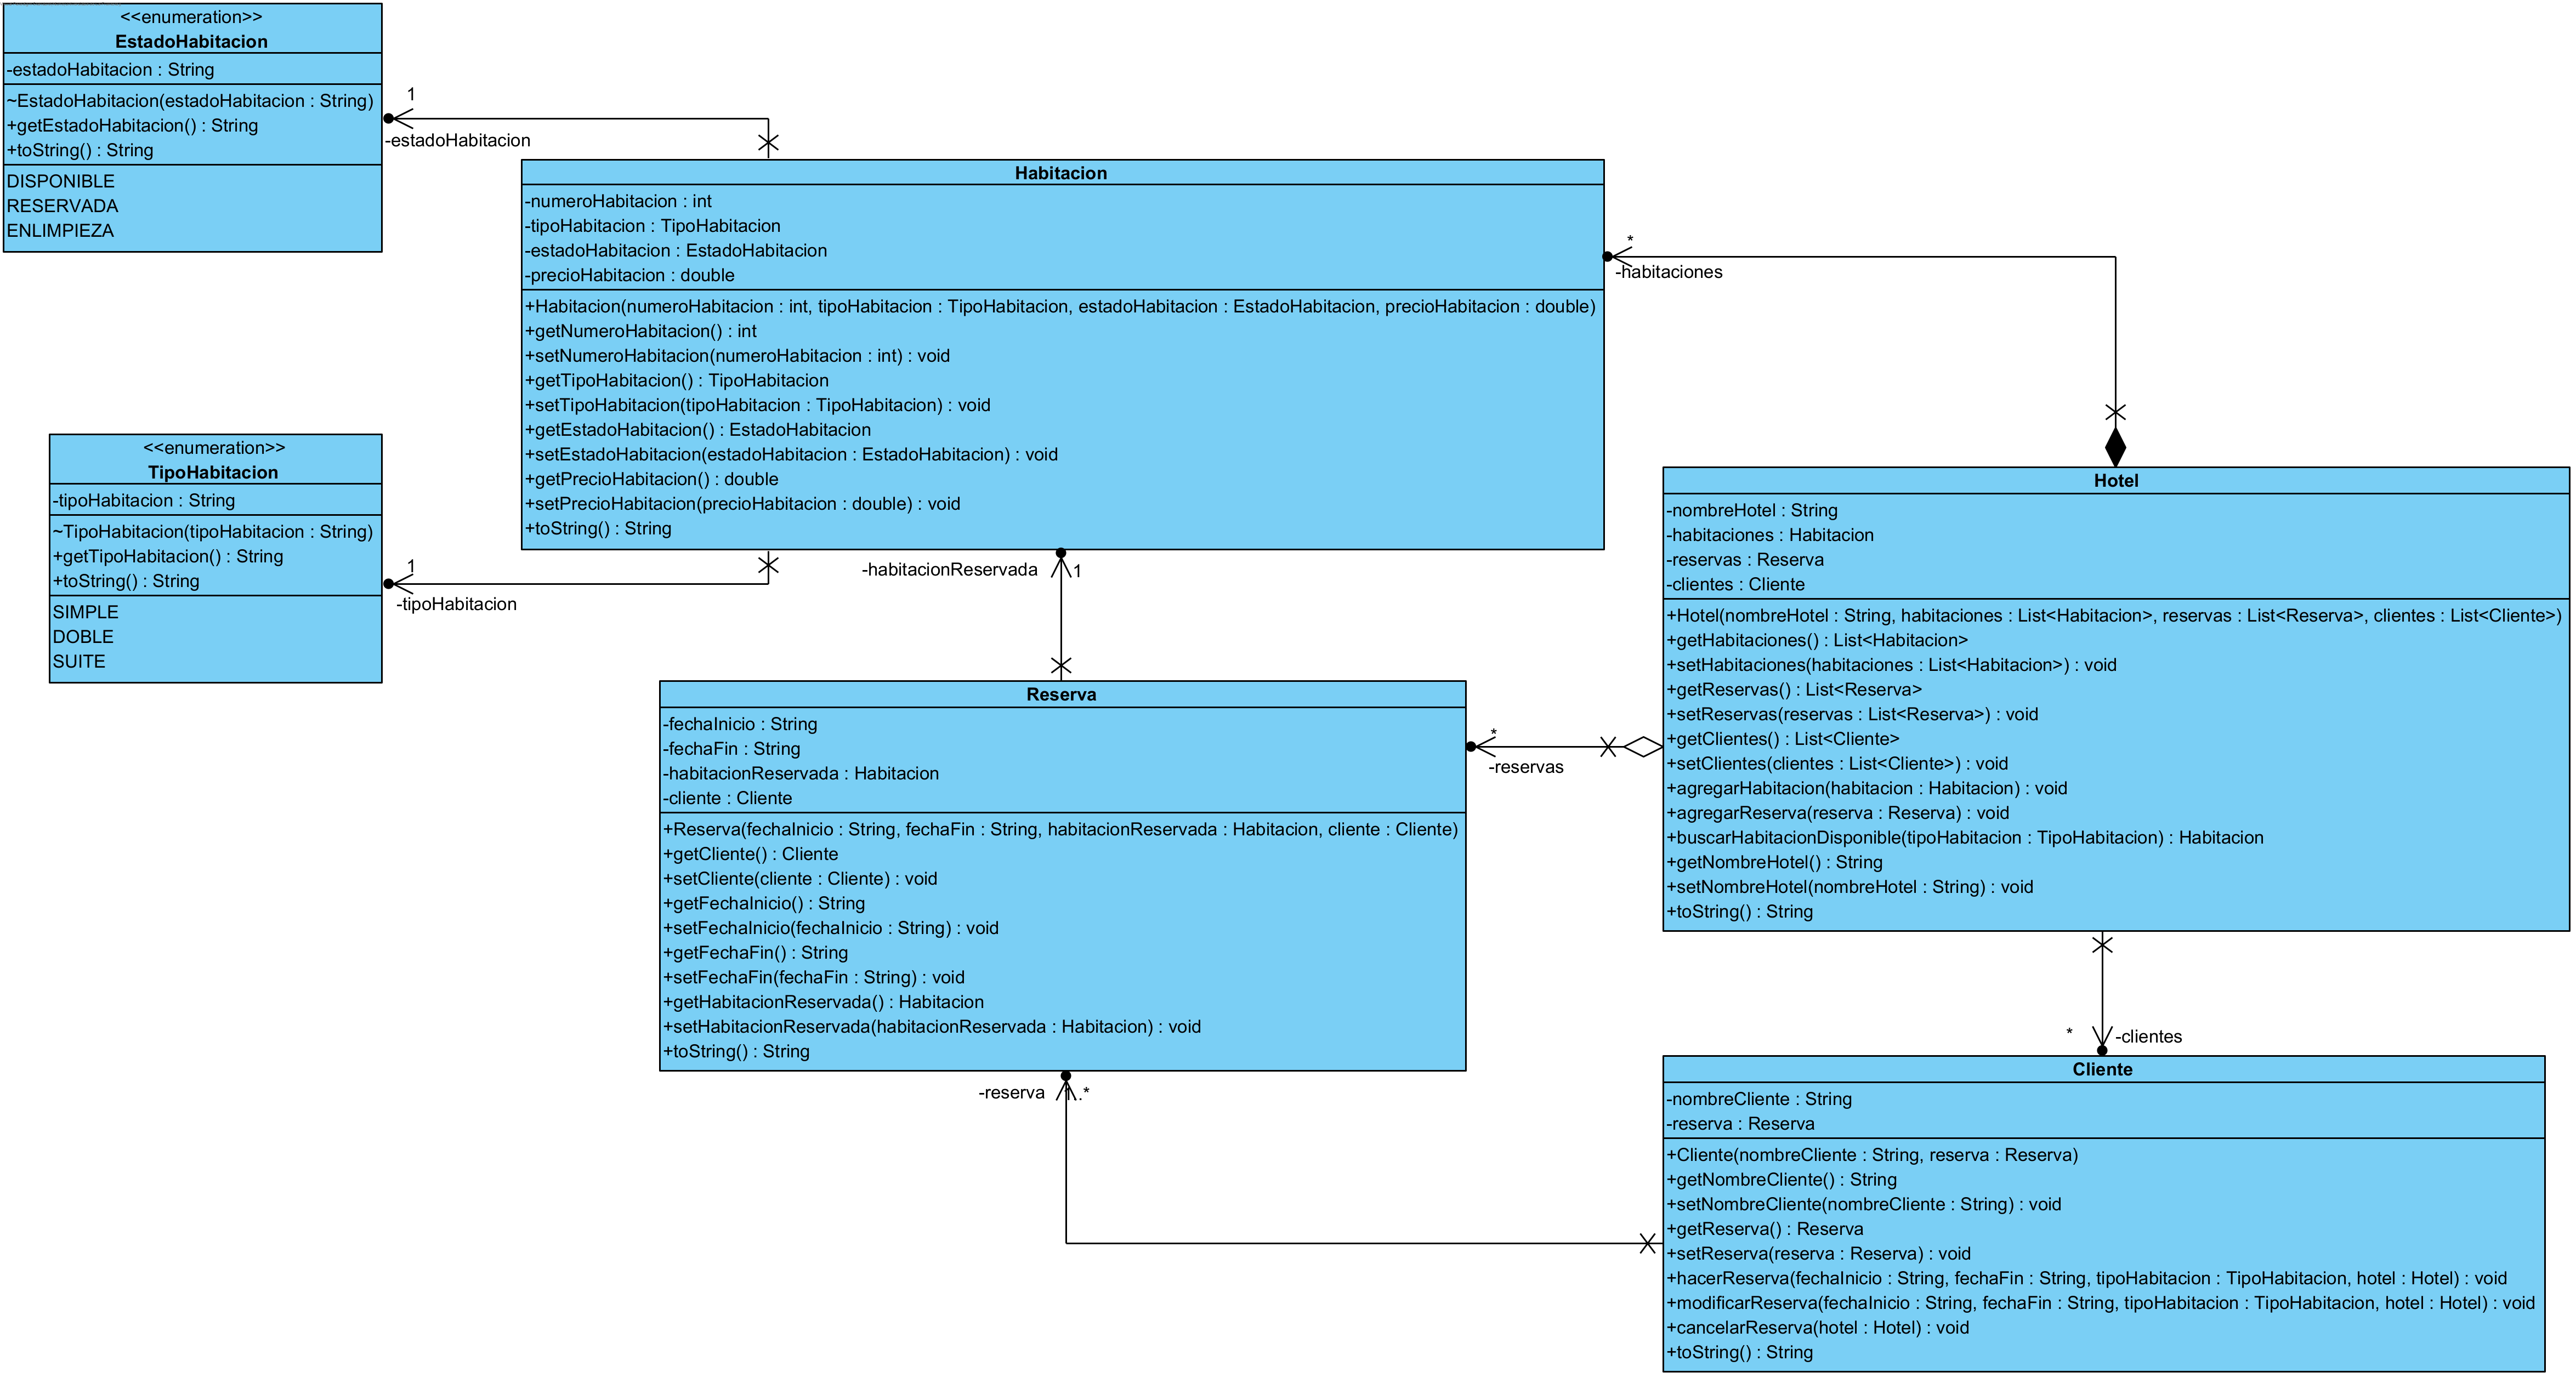 <<enumeration>>
EstadoHabitacion
-estadoHabitacion : String
~EstadoHabitacion(estadoHabitacion : String)
+getEstadoHabitacion() : String
+toString() : String
DISPONIBLE
RESERVADA
ENLIMPIEZA
1
-estadoHabitacion
Habitacion
-numeroHabitacion : int
-tipoHabitacion : TipoHabitacion
-estadoHabitacion : EstadoHabitacion
-precioHabitacion : double
+Habitacion(numeroHabitacion : int, tipoHabitacion : TipoHabitacion, estadoHabitacion : EstadoHabitacion, precioHabitacion : double)
+getNumeroHabitacion() : int
+setNumeroHabitacion(numeroHabitacion : int) : void
+getTipoHabitacion() : TipoHabitacion
+setTipoHabitacion(tipoHabitacion : TipoHabitacion) : void
+getEstadoHabitacion() : EstadoHabitacion
+setEstadoHabitacion(estadoHabitacion : EstadoHabitacion) : void
+getPrecioHabitacion() : double
+setPrecioHabitacion(precioHabitacion : double) : void
+toString() : String
*
-habitaciones
<<enumeration>>
TipoHabitacion
-tipoHabitacion : String
~TipoHabitacion(tipoHabitacion : String)
+getTipoHabitacion() : String
+toString() : String
SIMPLE
DOBLE
SUITE
1
-tipoHabitacion
-habitacionReservada
1
Hotel
-nombreHotel : String
-habitaciones : Habitacion
-reservas : Reserva
-clientes : Cliente
+Hotel(nombreHotel : String, habitaciones : List<Habitacion>, reservas : List<Reserva>, clientes : List<Cliente>)
+getHabitaciones() : List<Habitacion>
+setHabitaciones(habitaciones : List<Habitacion>) : void
+getReservas() : List<Reserva>
+setReservas(reservas : List<Reserva>) : void
+getClientes() : List<Cliente>
+setClientes(clientes : List<Cliente>) : void
+agregarHabitacion(habitacion : Habitacion) : void
+agregarReserva(reserva : Reserva) : void
+buscarHabitacionDisponible(tipoHabitacion : TipoHabitacion) : Habitacion
+getNombreHotel() : String
+setNombreHotel(nombreHotel : String) : void
+toString() : String
Reserva
-fechaInicio : String
-fechaFin : String
-habitacionReservada : Habitacion
-cliente : Cliente
+Reserva(fechaInicio : String, fechaFin : String, habitacionReservada : Habitacion, cliente : Cliente)
+getCliente() : Cliente
+setCliente(cliente : Cliente) : void
+getFechaInicio() : String
+setFechaInicio(fechaInicio : String) : void
+getFechaFin() : String
+setFechaFin(fechaFin : String) : void
+getHabitacionReservada() : Habitacion
+setHabitacionReservada(habitacionReservada : Habitacion) : void
+toString() : String
*
-reservas
*
-clientes
-reserva
1..*
Cliente
-nombreCliente : String
-reserva : Reserva
+Cliente(nombreCliente : String, reserva : Reserva)
+getNombreCliente() : String
+setNombreCliente(nombreCliente : String) : void
+getReserva() : Reserva
+setReserva(reserva : Reserva) : void
+hacerReserva(fechaInicio : String, fechaFin : String, tipoHabitacion : TipoHabitacion, hotel : Hotel) : void
+modificarReserva(fechaInicio : String, fechaFin : String, tipoHabitacion : TipoHabitacion, hotel : Hotel) : void
+cancelarReserva(hotel : Hotel) : void
+toString() : String